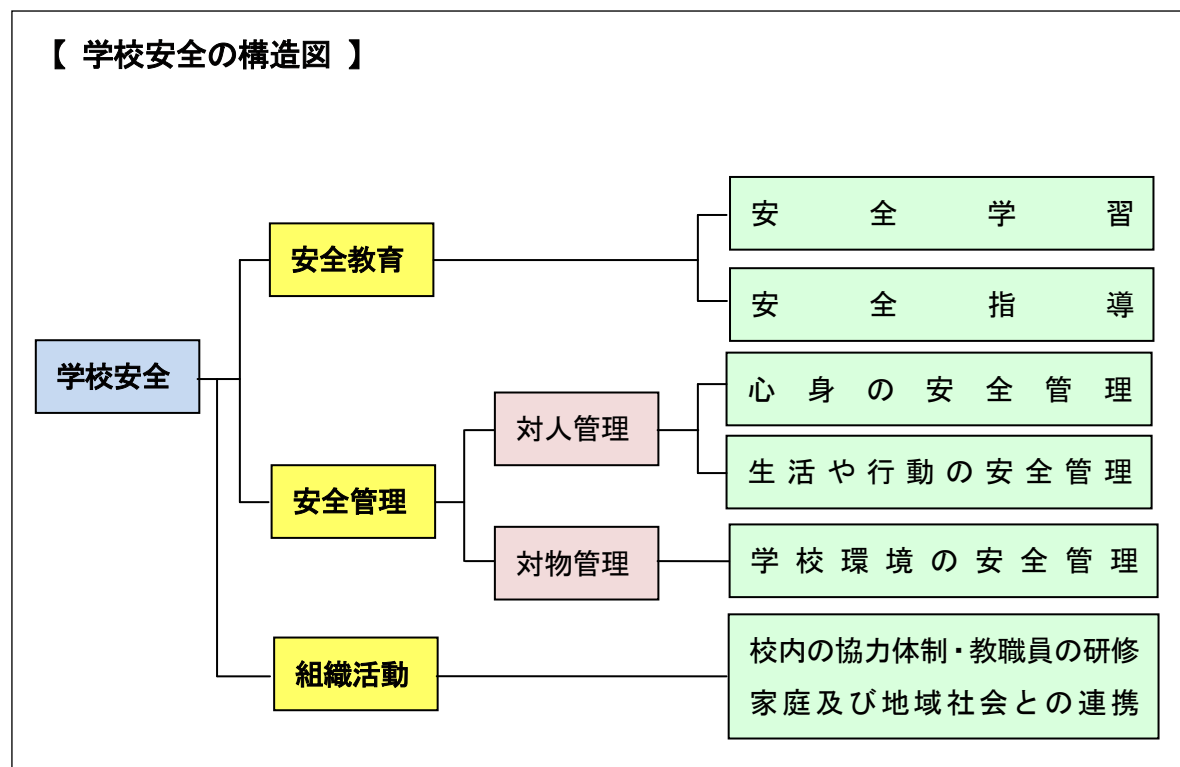 【 学校安全の構造図 】
安全学習
安全教育
安全指導
学校安全
心身の安全管理
対人管理
生活や行動の安全管理
安全管理
対物管理
学校環境の安全管理
組織活動
校内の協力体制・教職員の研修
家庭及び地域社会との連携